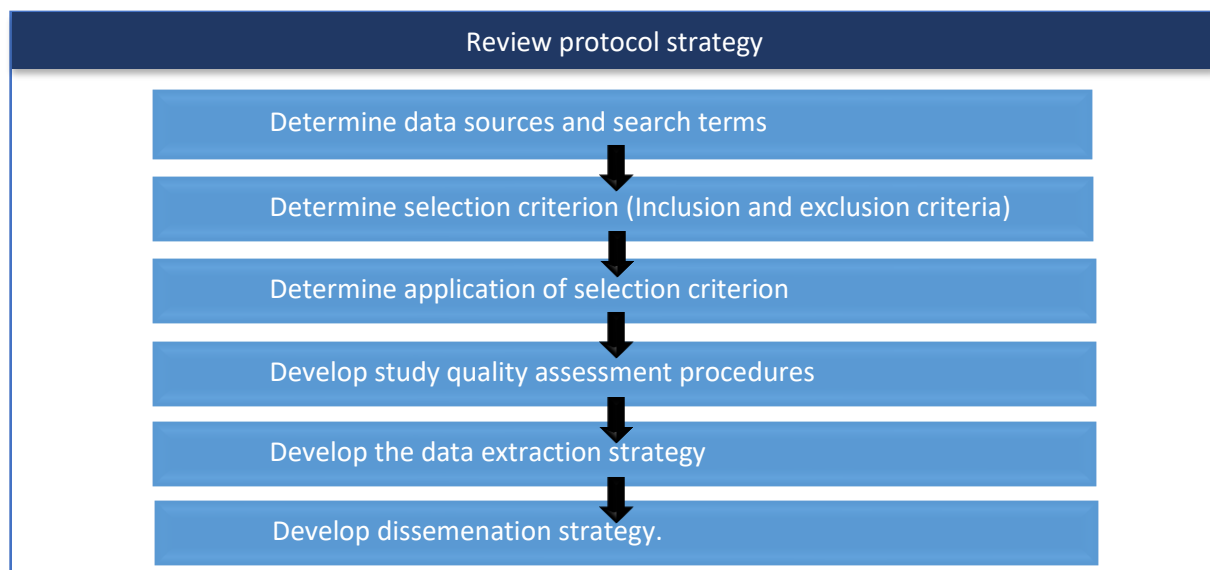 Review protocol strategy
Determine data sources and search terms
Determine selection criterion (Inclusion and exclusion criteria)
Determine application of selection criterion
Develop study quality assessment procedures
Develop the data extraction strategy
Develop dissemenation strategy.